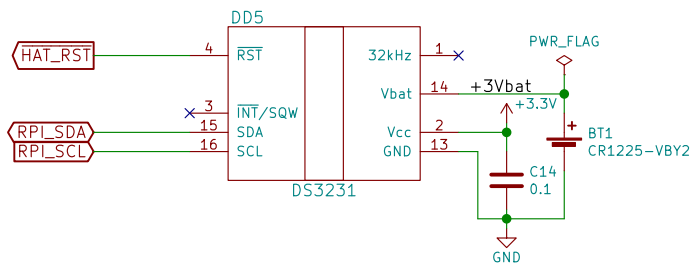 DD5
HAT_RST
4
RST
32kHz
1
PWR_FLAG
Vbat
14
+3Vbat
+3.3V
3
INT/SQW
RPI_SDA
15
SDA
Vcc
2
RPI_SCL
16
SCL
GND
13
+
BT1
CR1225-VBY2
DS3231
C14
0.1
GND